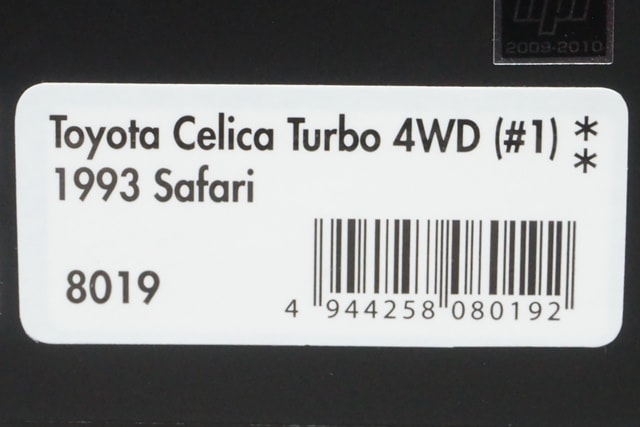 hpi
2009-2010
Toyota Celica Turbo 4WD (#1) **
1993 Safari
8019
4 944258 080192